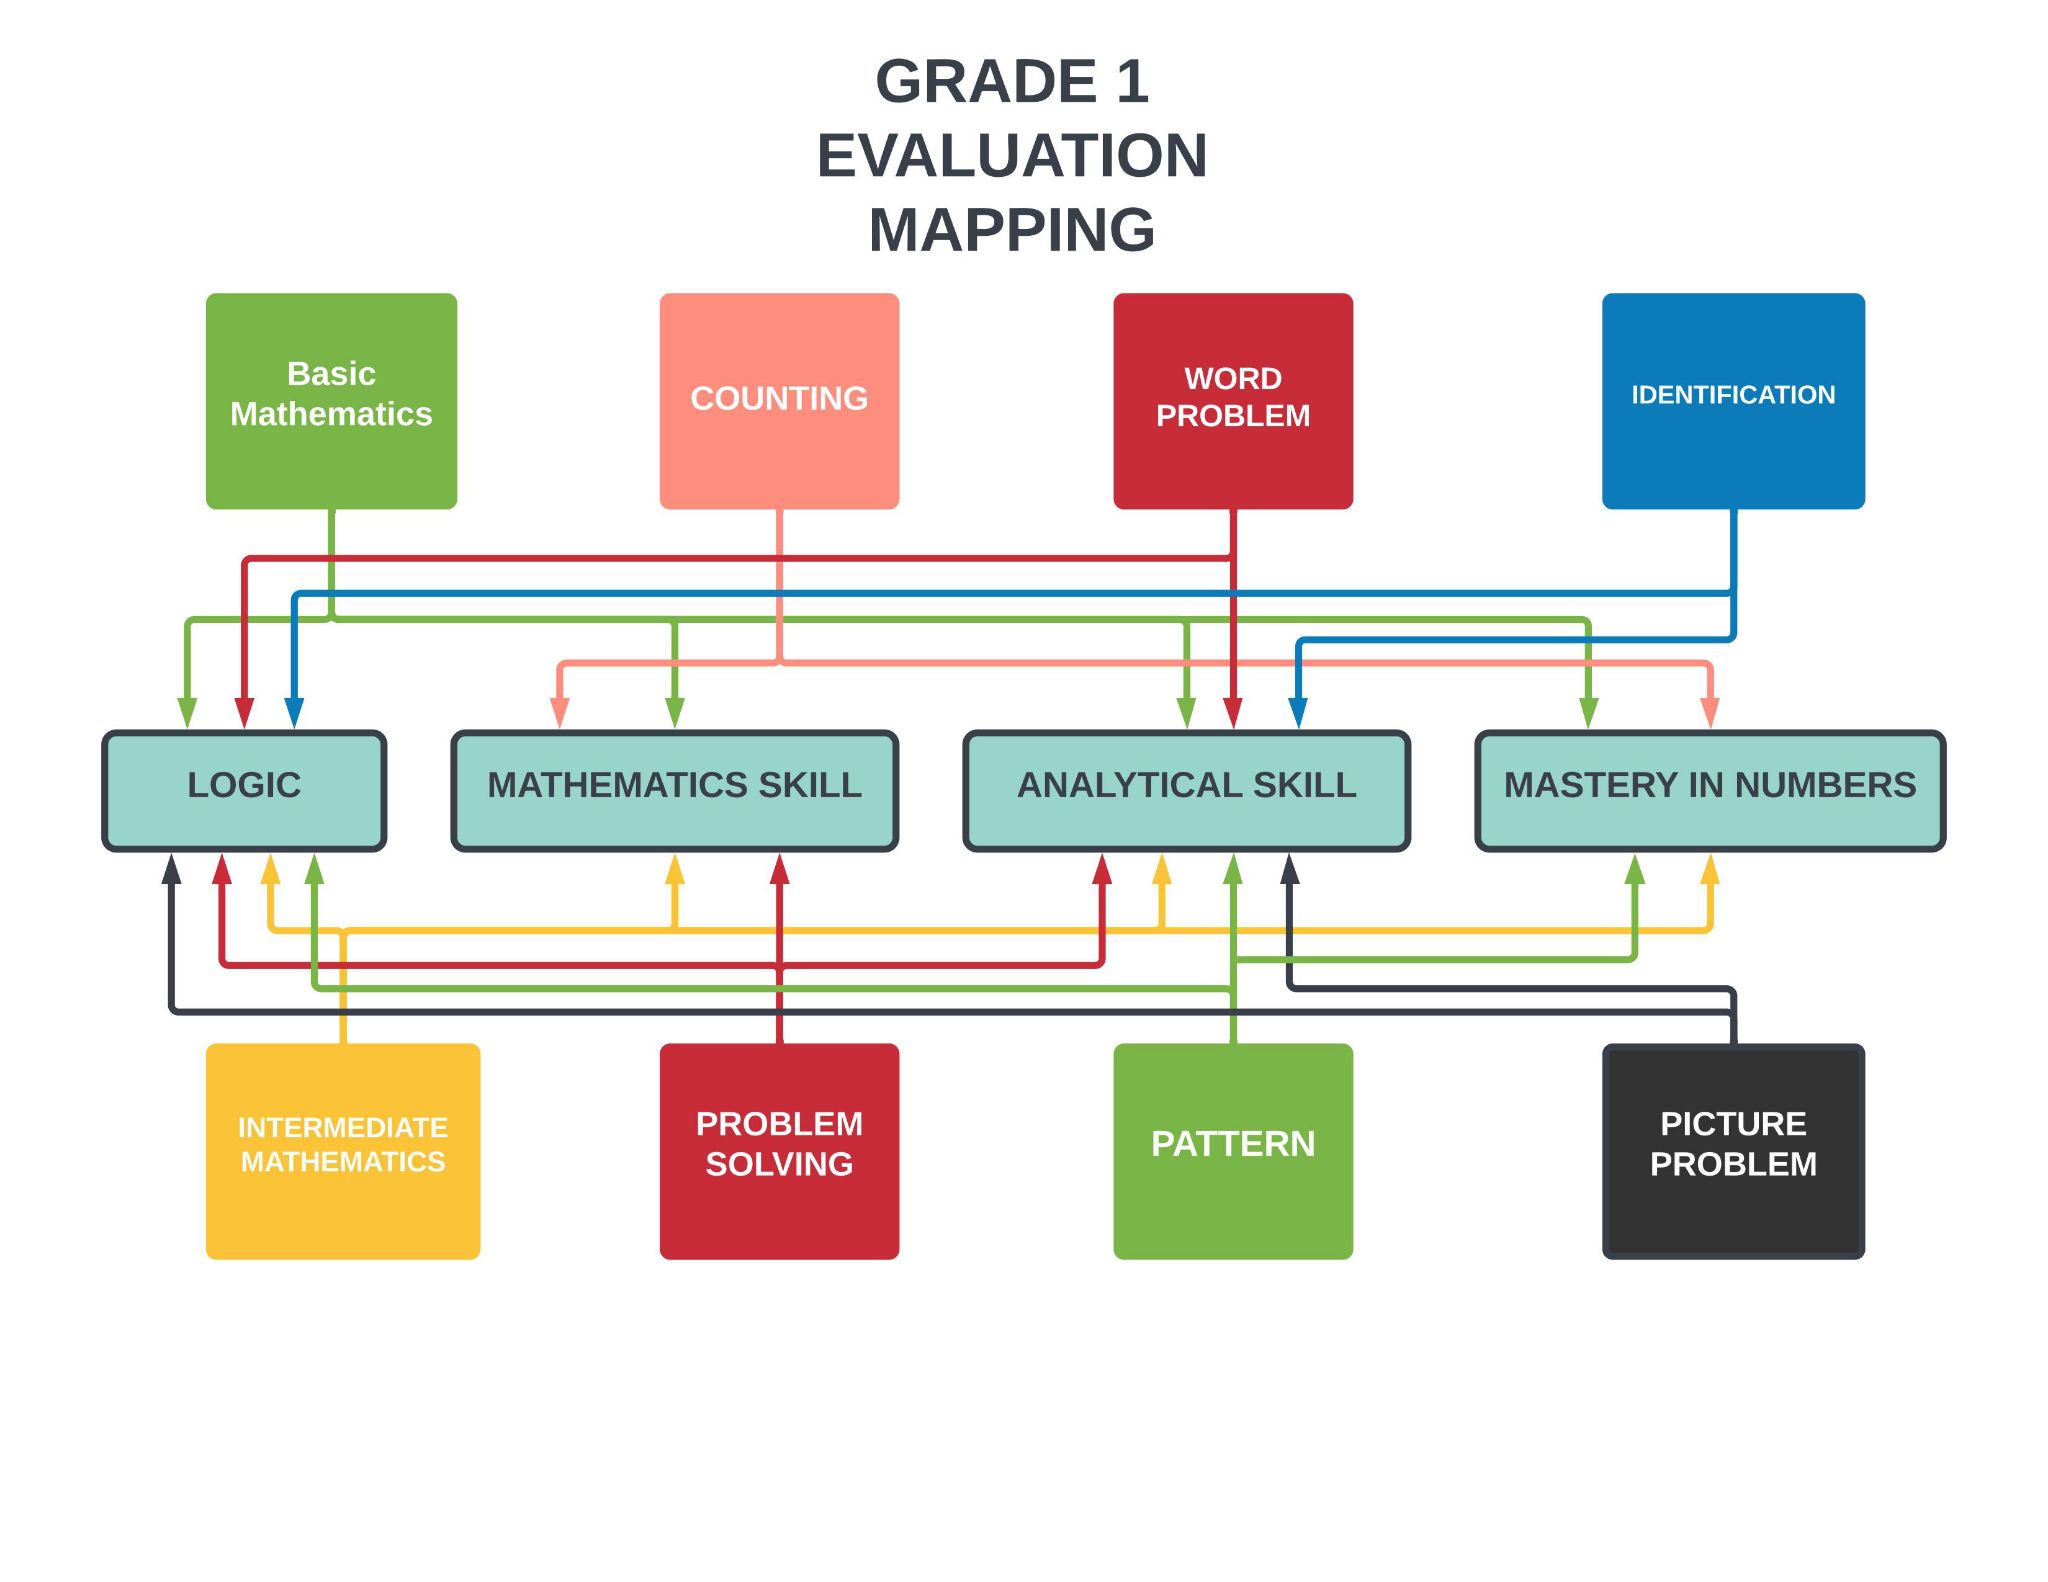 GRADE 1
EVALUATION
MAPPING
Basic
Mathematics
COUNTING
WORD
PROBLEM
IDENTIFICATION
LOGIC
MATHEMATICS SKILL
ANALYTICAL SKILL
MASTERY IN NUMBERS
INTERMEDIATE
MATHEMATICS
PROBLEM
SOLVING
PATTERN
PICTURE
PROBLEM